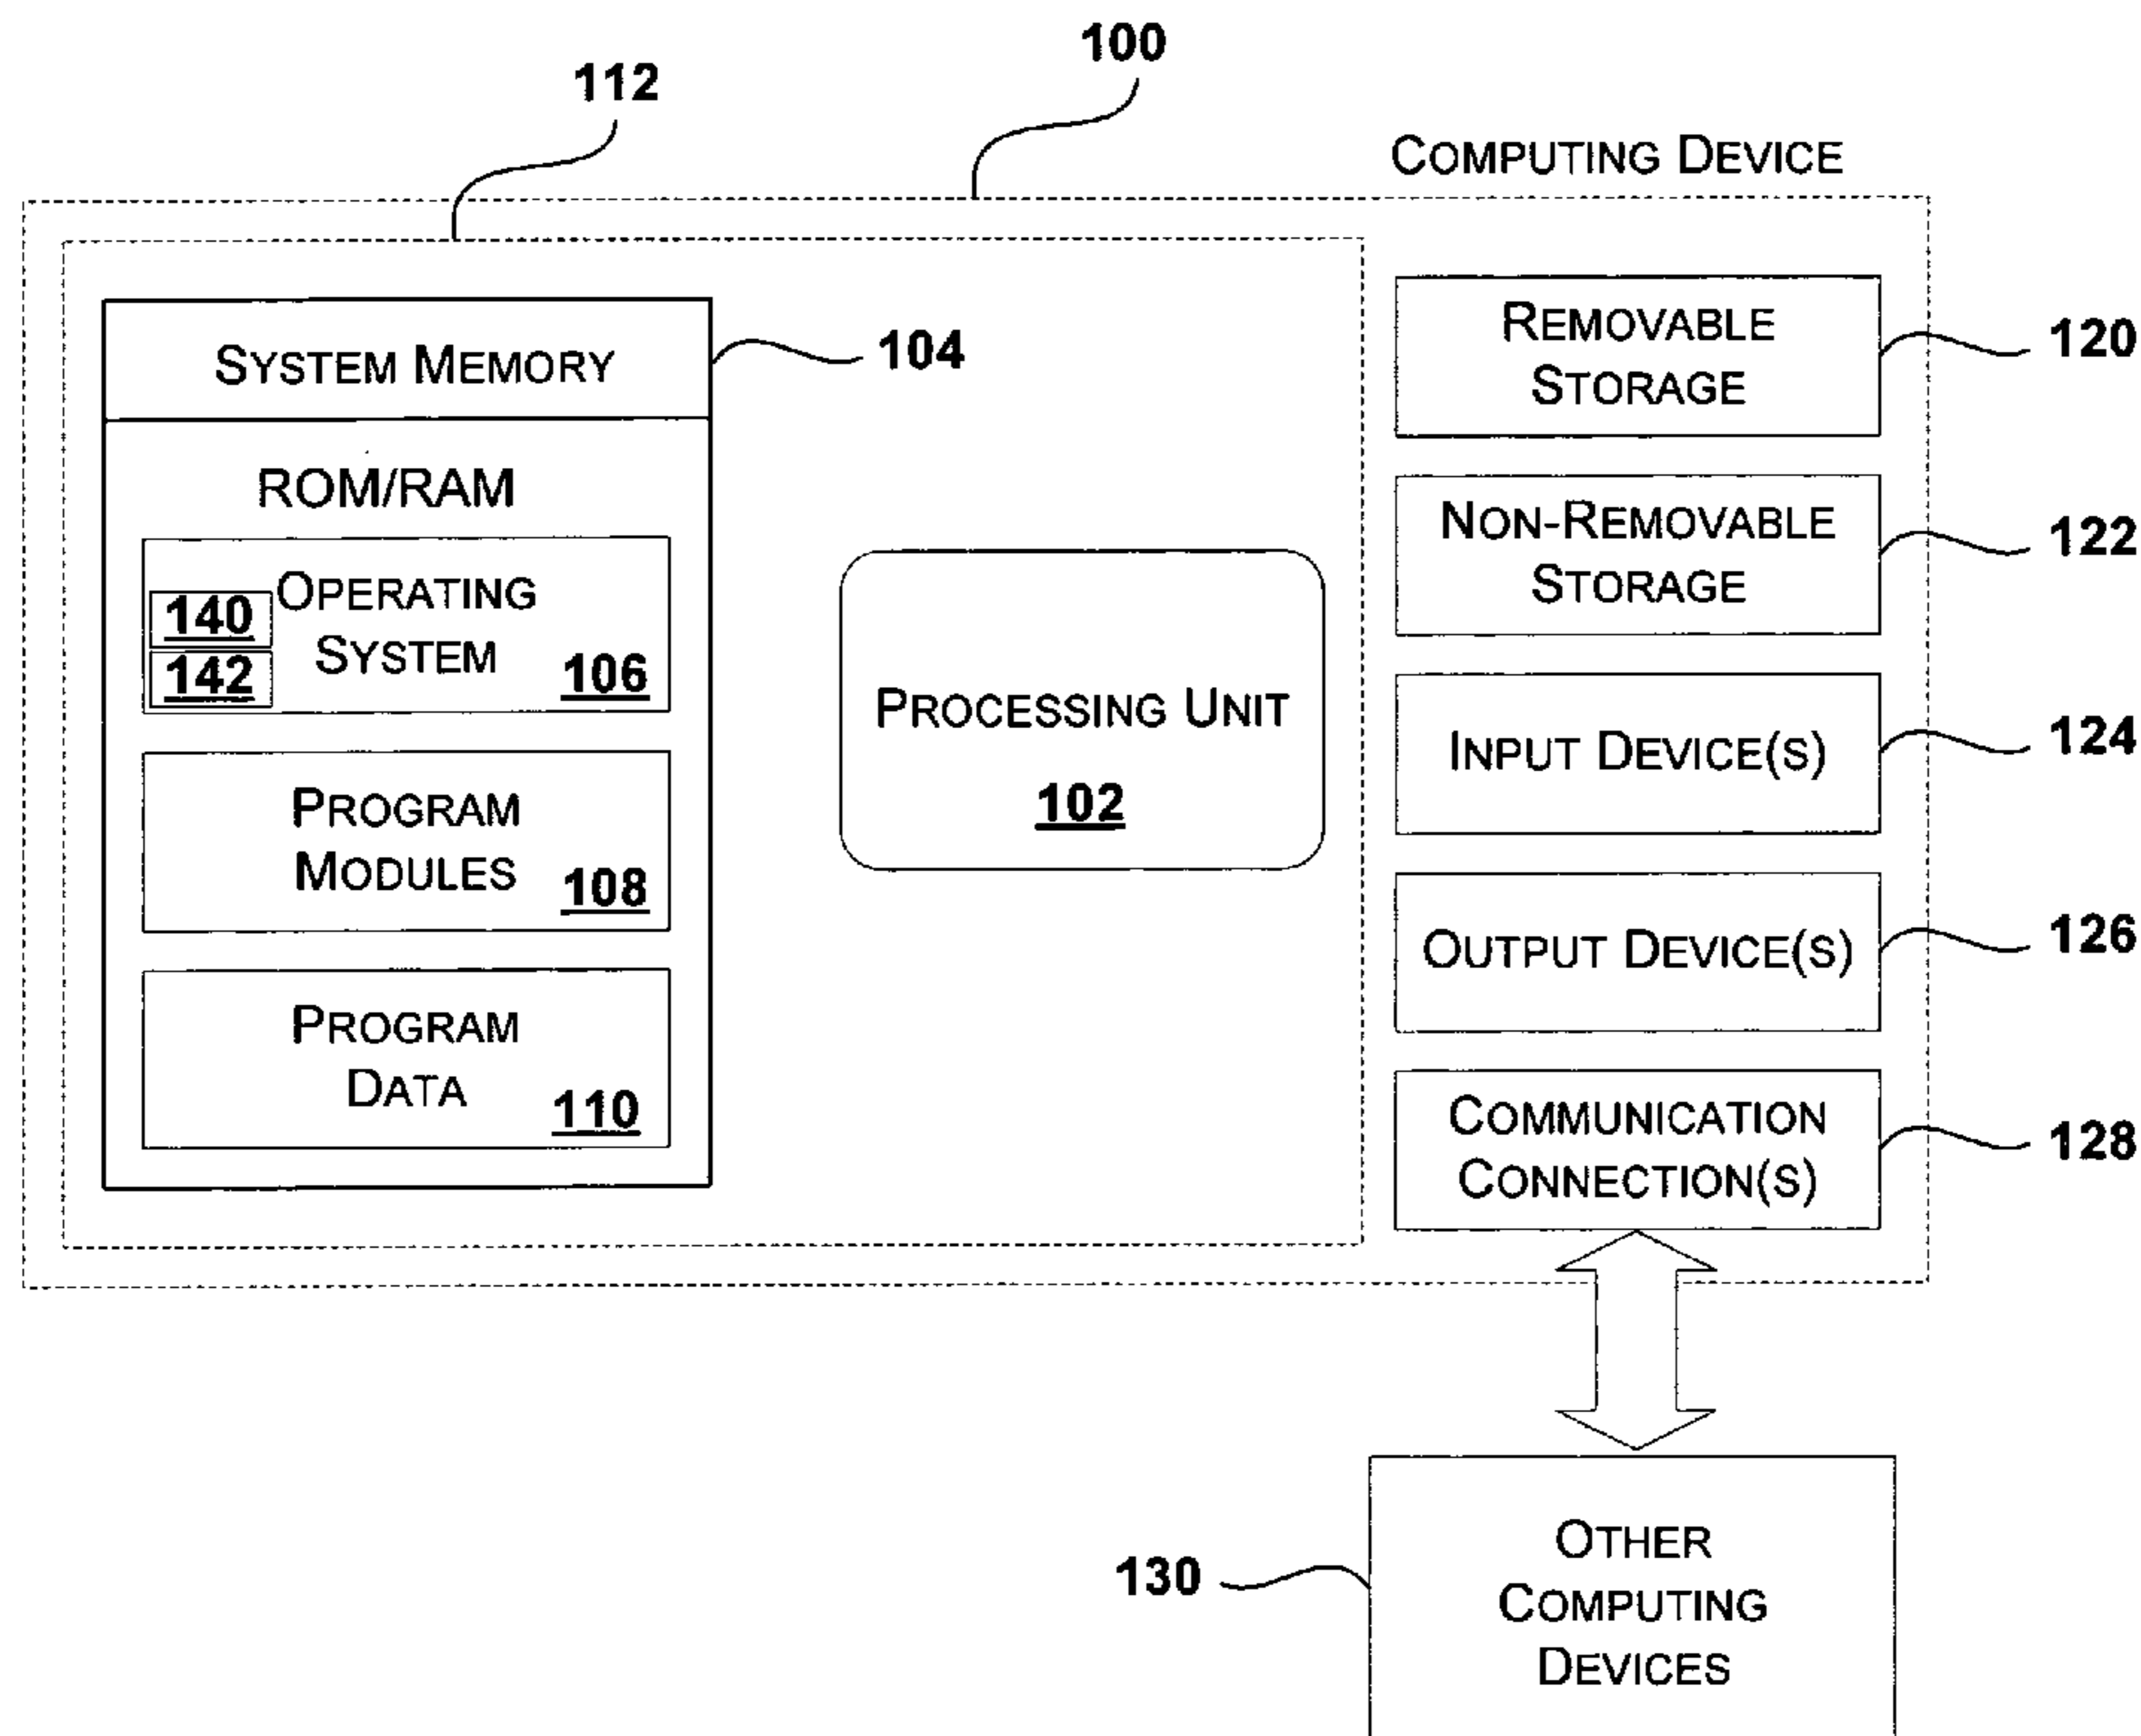 100
112
COMPUTING DEVICE
SYSTEM MEMORY
104
ROM/RAM
OPERATING
SYSTEM
140
142
106
PROGRAM
MODULES
108
PROGRAM
DATA
110
PROCESSING UNIT
102
REMOVABLE
STORAGE
120
NON-REMOVABLE
STORAGE
122
INPUT DEVICE(S)
124
OUTPUT DEVICE(S)
126
COMMUNICATION
CONNECTION(S)
128
130
OTHER
COMPUTING
DEVICES